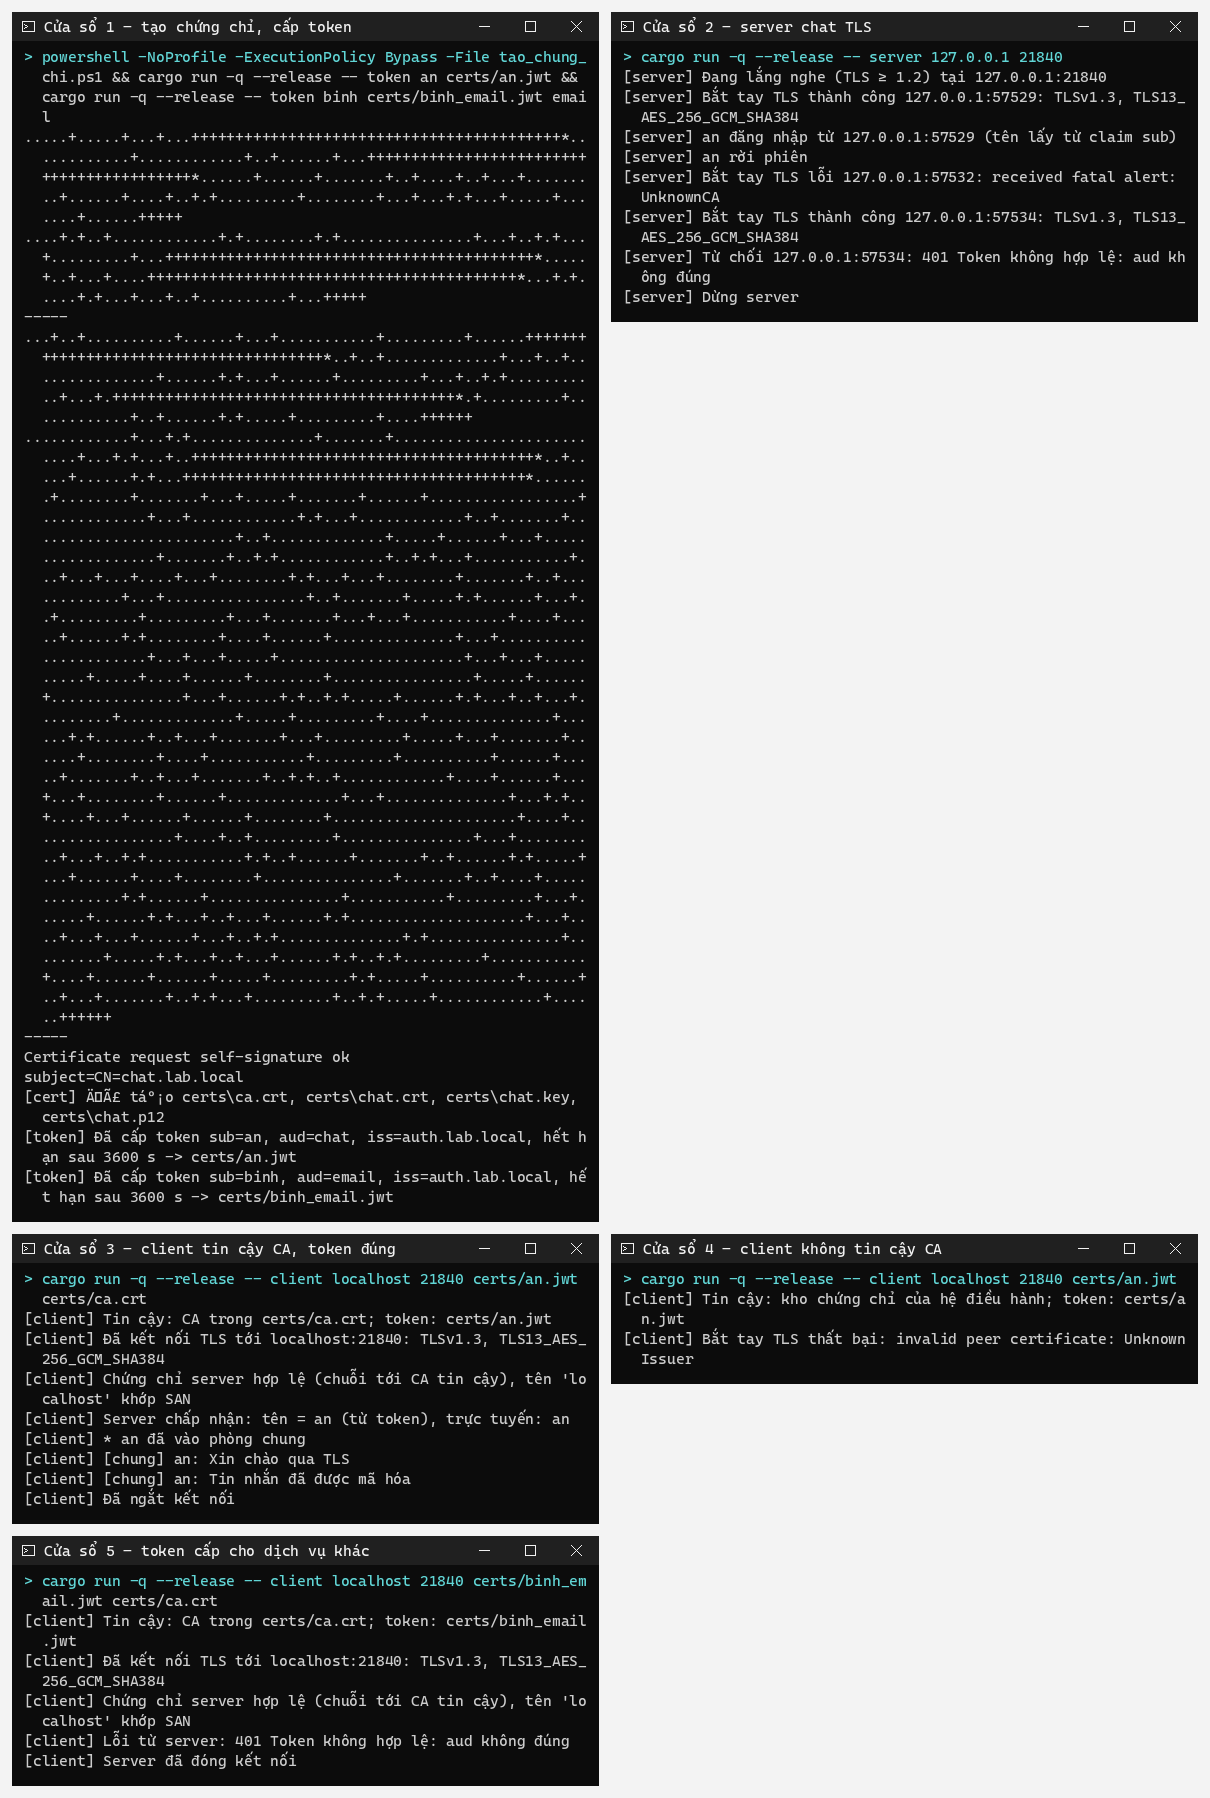 Cửa sổ 1 – tạo chứng chỉ, cấp token
> powershell -NoProfile -ExecutionPolicy Bypass -File tao_chung_
chi.ps1 && cargo run -q --release -- token an certs/an.jwt &&
cargo run -q --release -- token binh certs/binh_email.jwt emai
l
-----
-----
Certificate request self-signature ok
subject=CN=chat.lab.local
[cert] certs\ca.crt, certs\chat.crt, certs\chat.key,
certs\chat.p12
[token] Đã cấp token sub=an, aud=chat, iss=auth.lab.local, hết h
ạn sau 3600 s -> certs/an.jwt
[token] Đã cấp token sub=binh, aud=email, iss=auth.lab.local, hế
t hạn sau 3600 s -> certs/binh_email.jwt
Cửa sổ 2 – server chat TLS
> cargo run -q --release -- server 127.0.0.1 21840
[server] Đang lắng nghe (TLS ≥ 1.2) tại 127.0.0.1:21840
[server] Bắt tay TLS thành công 127.0.0.1:57529: TLSv1.3, TLS13_
AES_256_GCM_SHA384
[server] an đăng nhập từ 127.0.0.1:57529 (tên lấy từ claim sub)
[server] an rời phiên
[server] Bắt tay TLS lỗi 127.0.0.1:57532: received fatal alert:
UnknownCA
[server] Bắt tay TLS thành công 127.0.0.1:57534: TLSv1.3, TLS13_
AES_256_GCM_SHA384
[server] Từ chối 127.0.0.1:57534: 401 Token không hợp lệ: aud kh
ông đúng
[server] Dừng server
Cửa sổ 3 – client tin cậy CA, token đúng
> cargo run -q --release -- client localhost 21840 certs/an.jwt
certs/ca.crt
[client] Tin cậy: CA trong certs/ca.crt; token: certs/an.jwt
[client] Đã kết nối TLS tới localhost:21840: TLSv1.3, TLS13_AES_
256_GCM_SHA384
[client] Chứng chỉ server hợp lệ (chuỗi tới CA tin cậy), tên 'lo
calhost' khớp SAN
[client] Server chấp nhận: tên = an (từ token), trực tuyến: an
[client] * an đã vào phòng chung
[client] [chung] an: Xin chào qua TLS
[client] [chung] an: Tin nhắn đã được mã hóa
[client] Đã ngắt kết nối
Cửa sổ 4 – client không tin cậy CA
> cargo run -q --release -- client localhost 21840 certs/an.jwt
[client] Tin cậy: kho chứng chỉ của hệ điều hành; token: certs/a
n.jwt
[client] Bắt tay TLS thất bại: invalid peer certificate: Unknown
Issuer
Cửa sổ 5 – token cấp cho dịch vụ khác
> cargo run -q --release -- client localhost 21840 certs/binh_em
ail.jwt certs/ca.crt
[client] Tin cậy: CA trong certs/ca.crt; token: certs/binh_email
.jwt
[client] Đã kết nối TLS tới localhost:21840: TLSv1.3, TLS13_AES_
256_GCM_SHA384
[client] Chứng chỉ server hợp lệ (chuỗi tới CA tin cậy), tên 'lo
calhost' khớp SAN
[client] Lỗi từ server: 401 Token không hợp lệ: aud không đúng
[client] Server đã đóng kết nối